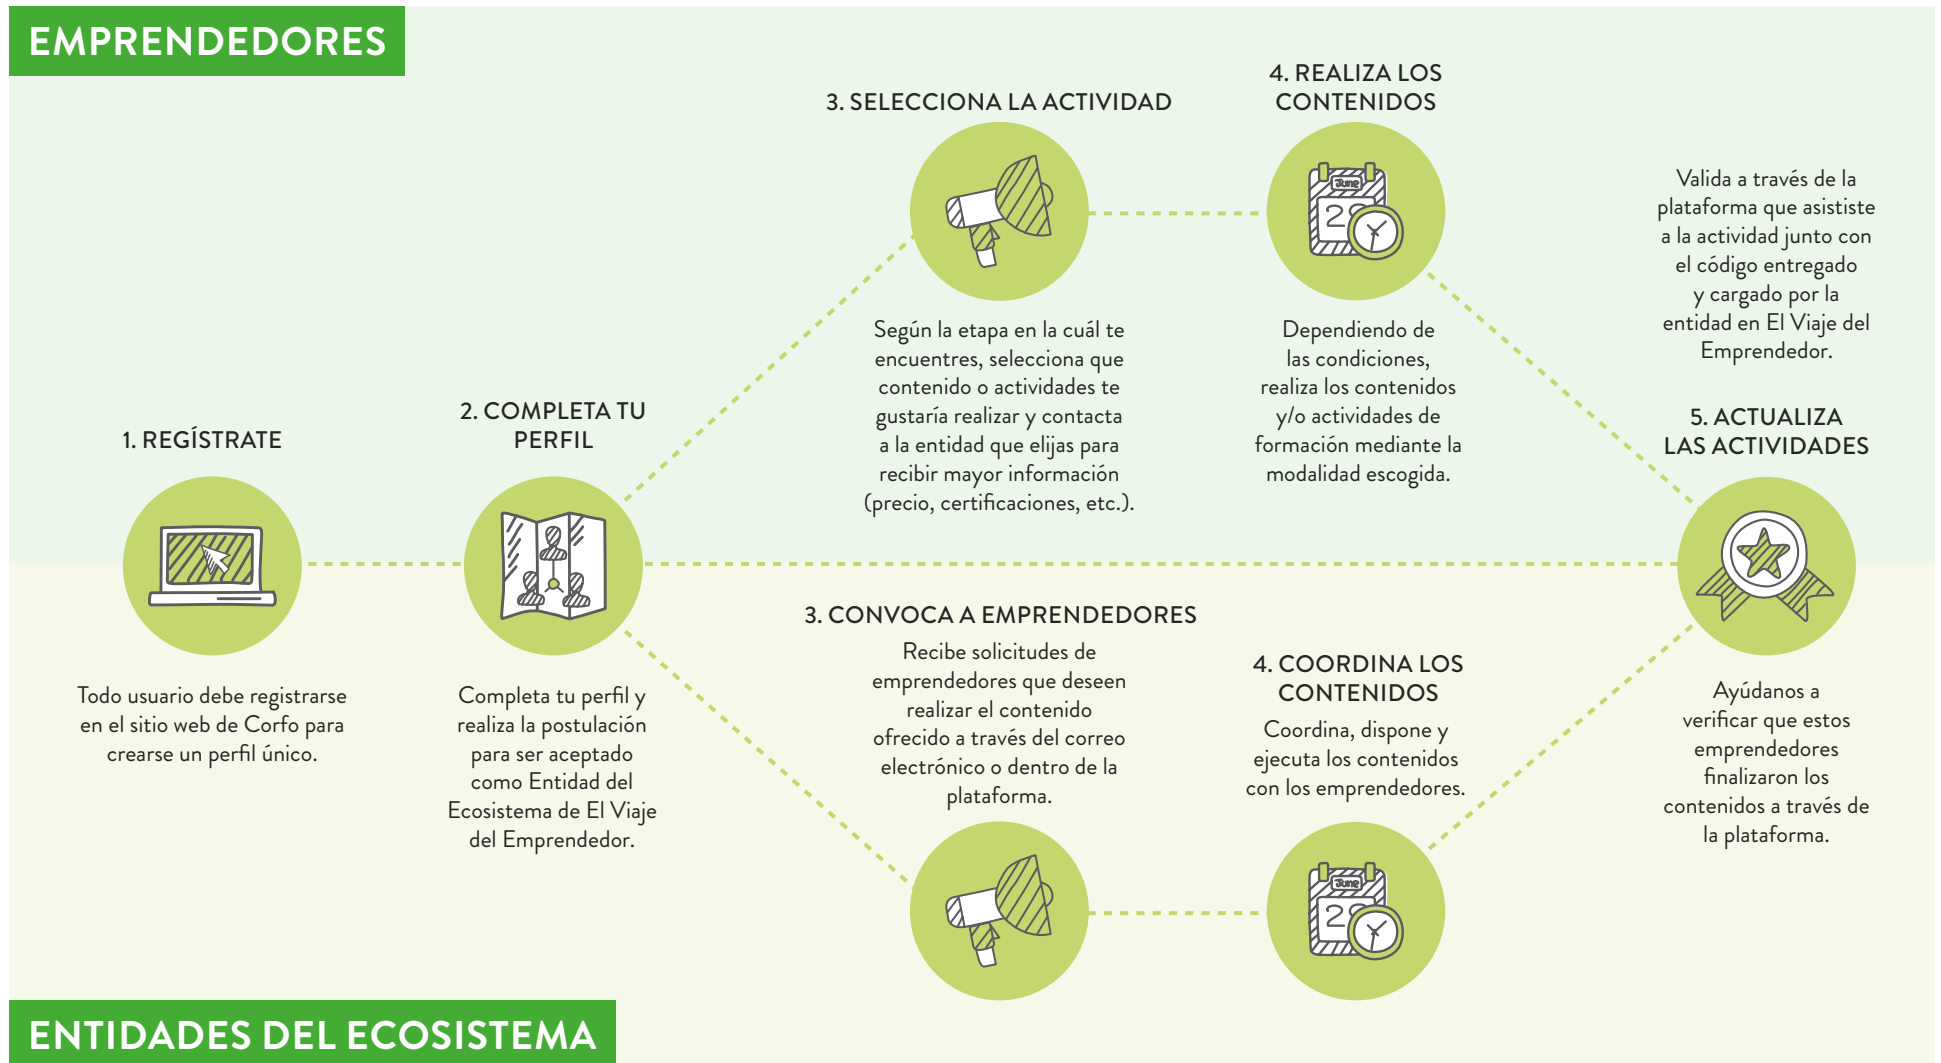 EMPRENDEDORES
1. REGÍSTRATE
Todo usuario debe registrarse
en el sitio web de Corfo para
crearse un perfil único.
2. COMPLETA TU
PERFIL
Completa tu perfil y
realiza la postulación
para ser aceptado
como Entidad del
Ecosistema de El Viaje
del Emprendedor.
3. SELECCIONA LA ACTIVIDAD
Según la etapa en la cuál te
encuentres, selecciona que
contenido o actividades te
gustaría realizar y contacta
a la entidad que elijas para
recibir mayor información
(precio, certificaciones, etc.).
4. REALIZA LOS
CONTENIDOS
June
Dependiendo de
las condiciones,
realiza los contenidos
y/o actividades de
formación mediante la
modalidad escogida.
Valida a través de la
plataforma que asististe
a la actividad junto con
el código entregado
y cargado por la
entidad en El Viaje del
Emprendedor.
5. ACTUALIZA
LAS ACTIVIDADES
Ayúdanos a
verificar que estos
emprendedores
finalizaron los
contenidos a través de
la plataforma.
3. CONVOCA A EMPRENDEDORES
Recibe solicitudes de
emprendedores que deseen
realizar el contenido
ofrecido a través del correo
electrónico o dentro de la
plataforma.
4. COORDINA LOS
CONTENIDOS
Coordina, dispone y
ejecuta los contenidos
con los emprendedores.
June
ENTIDADES DEL ECOSISTEMA